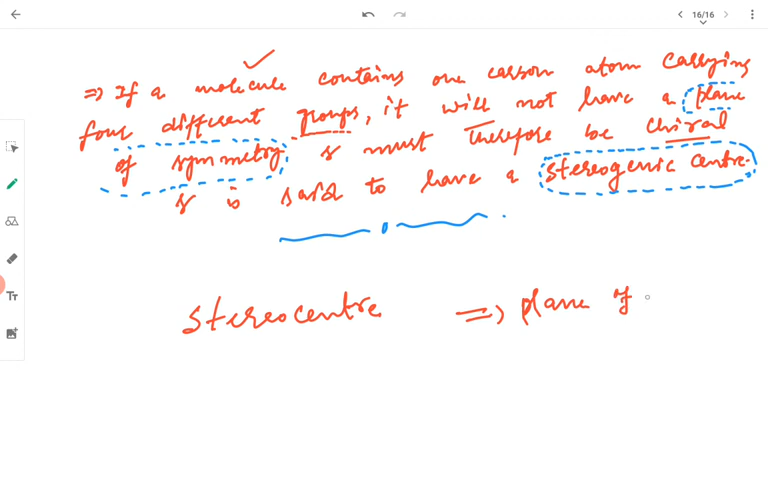 16/16
⇒ If a molecule contains one carbon atom carrying
four different groups, it will not have a plane
of symmetry & must therefore be chiral
& is said to have a stereogenic centre.
Tт
stereocentre ⇒ plane of